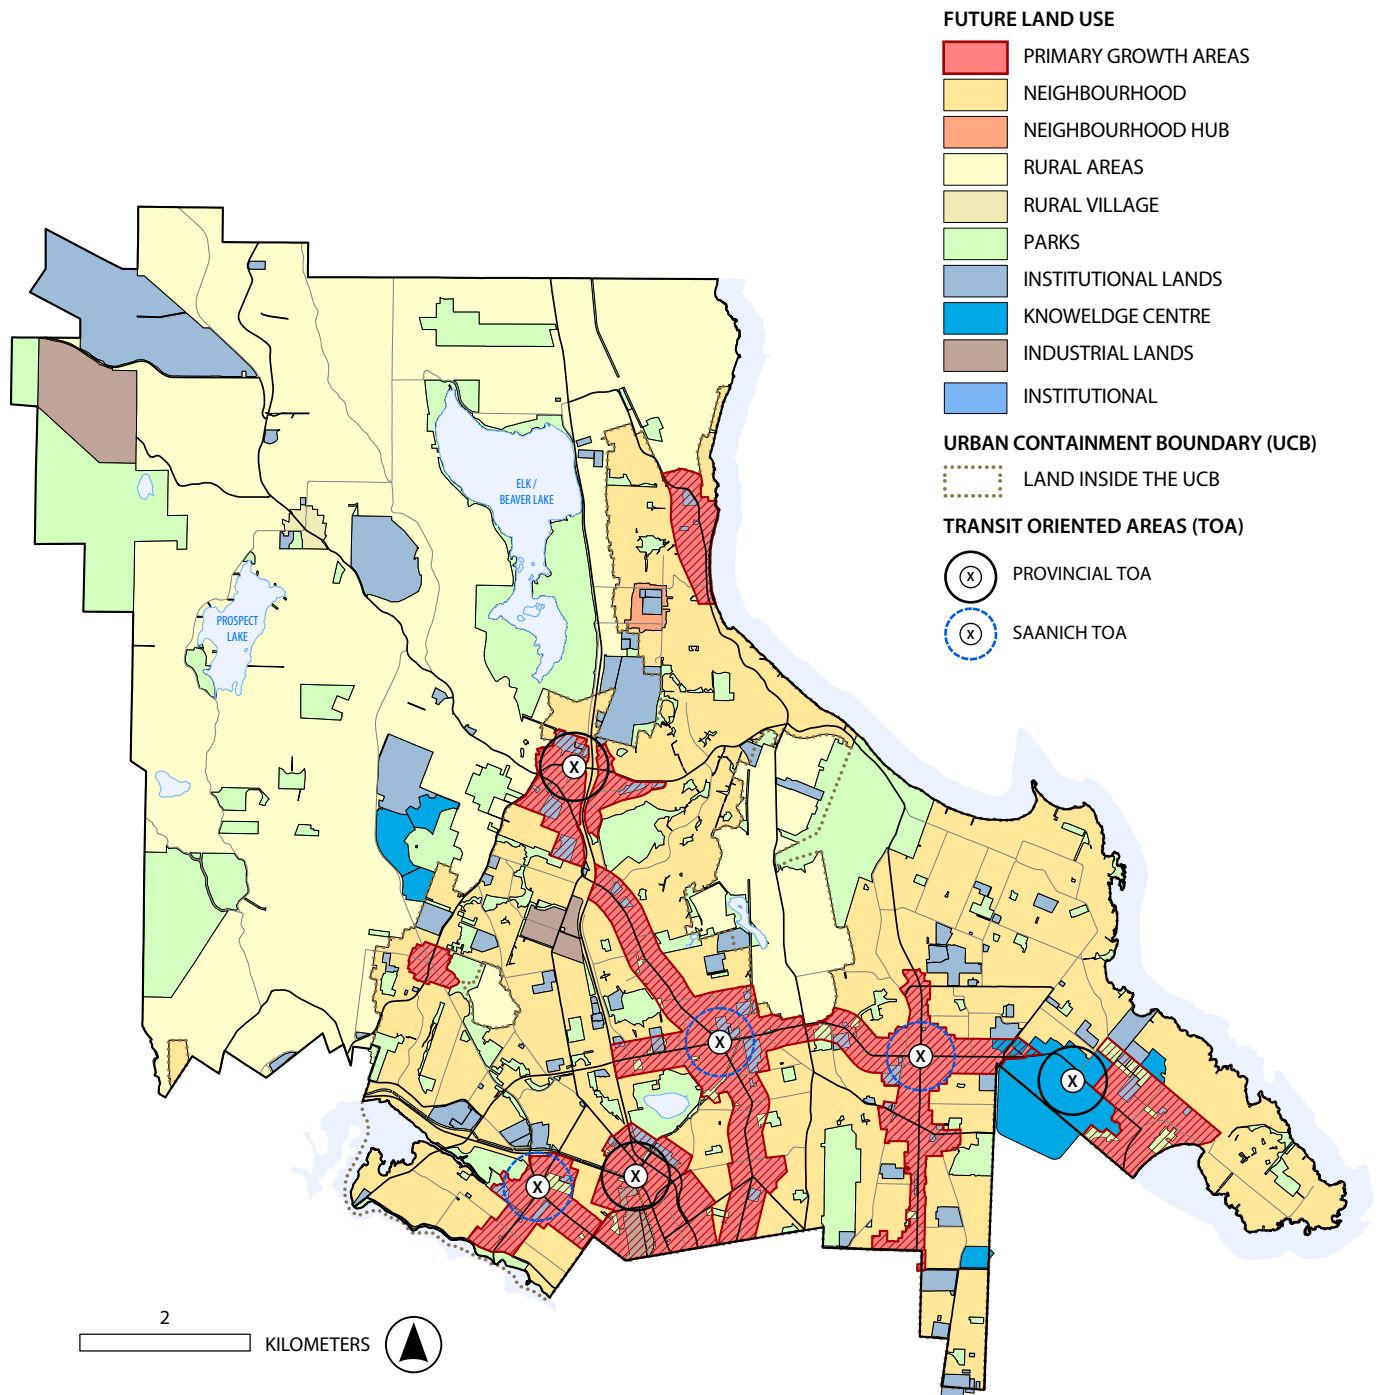 FUTURE LAND USE
PRIMARY GROWTH AREAS
NEIGHBOURHOOD
NEIGHBOURHOOD HUB
RURAL AREAS
RURAL VILLAGE
PARKS
INSTITUTIONAL LANDS
KNOWELDGE CENTRE
INDUSTRIAL LANDS
INSTITUTIONAL
URBAN CONTAINMENT BOUNDARY (UCB)
LAND INSIDE THE UCB
TRANSIT ORIENTED AREAS (TOA)
X PROVINCIAL TOA
X SAANICH TOA
ELK /
BEAVER LAKE
PROSPECT
LAKE
X
X
X
X
X
X
2
KILOMETERS